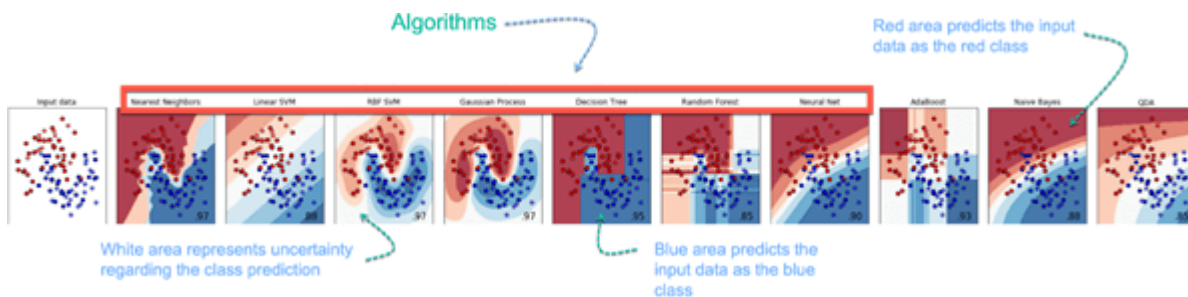 Algorithms
Red area predicts the input
data as the red class
Input data
Nearest Neighbors
Linear SVM
RBF SVM
Gaussian Process
Decision Tree
Random Forest
Neural Net
AdaBoost
Naive Bayes
QDA
.97
.88
.97
.97
.95
.85
.90
.93
.88
.85
White area represents uncertainty
regarding the class prediction
Blue area predicts the
input data as the blue
class